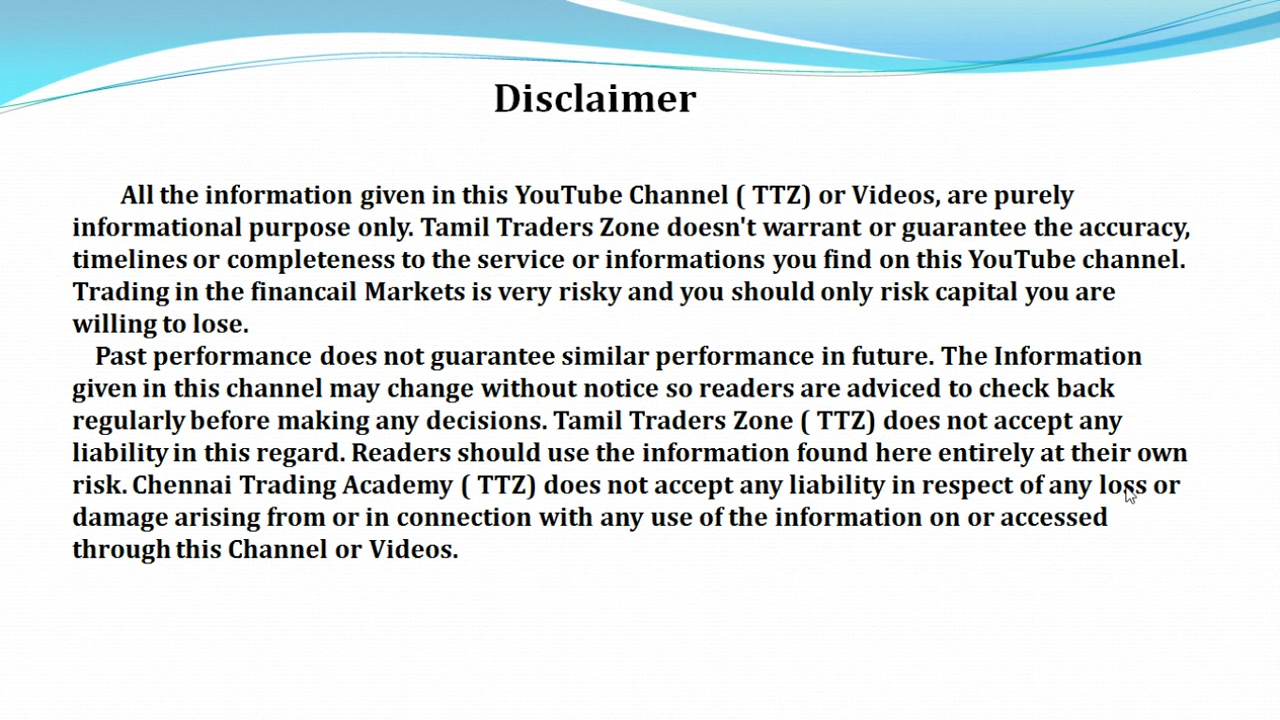 Disclaimer
All the information given in this YouTube Channel ( TTZ) or Videos, are purely
informational purpose only. Tamil Traders Zone doesn't warrant or guarantee the accuracy,
timelines or completeness to the service or informations you find on this YouTube channel.
Trading in the financail Markets is very risky and you should only risk capital you are
willing to lose.
Past performance does not guarantee similar performance in future. The Information
given in this channel may change without notice so readers are adviced to check back
regularly before making any decisions. Tamil Traders Zone ( TTZ) does not accept any
liability in this regard. Readers should use the information found here entirely at their own
risk. Chennai Trading Academy ( TTZ) does not accept any liability in respect of any loss or
damage arising from or in connection with any use of the information on or accessed
through this Channel or Videos.